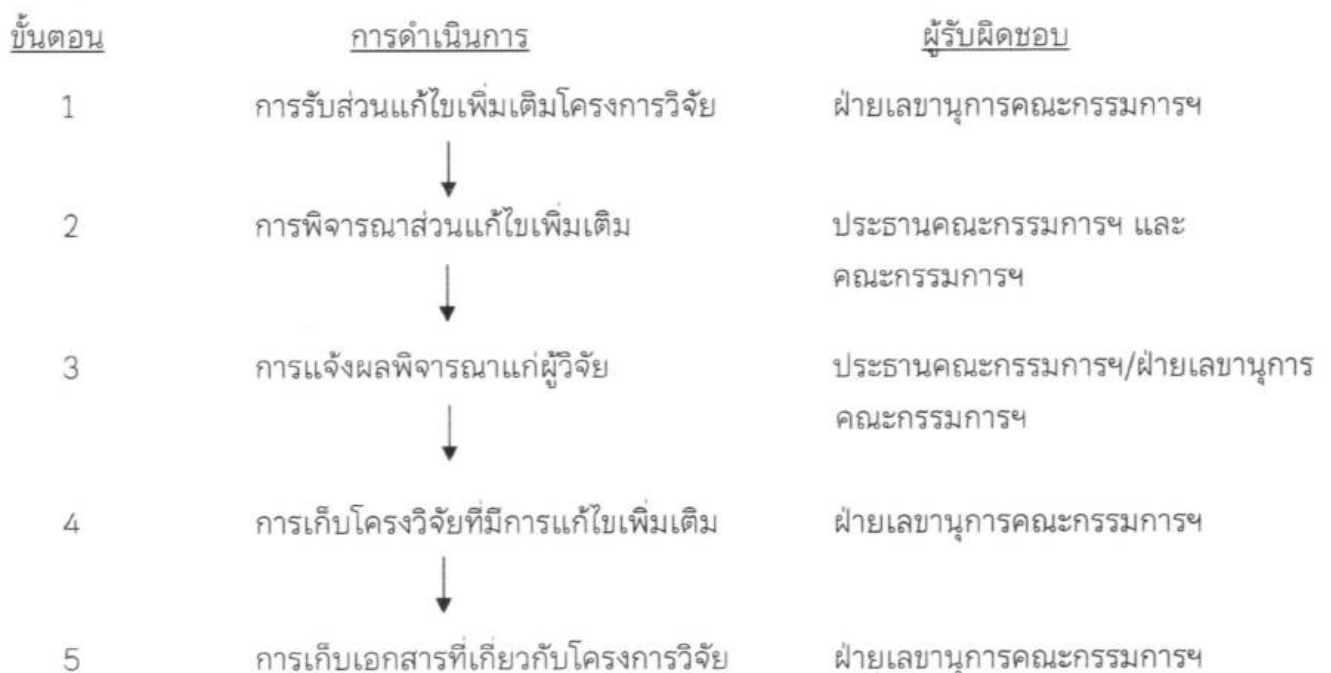 ขั้นตอน การดำเนินการ ผู้รับผิดชอบ
1 การรับส่วนแก้ไขเพิ่มเติมโครงการวิจัย ฝ่ายเลขานุการคณะกรรมการฯ
2 การพิจารณาส่วนแก้ไขเพิ่มเติม ประธานคณะกรรมการฯ และ
คณะกรรมการฯ
3 การแจ้งผลพิจารณาแก่ผู้วิจัย ประธานคณะกรรมการฯ/ฝ่ายเลขานุการ
คณะกรรมการฯ
4 การเก็บโครงวิจัยที่มีการแก้ไขเพิ่มเติม ฝ่ายเลขานุการคณะกรรมการฯ
5 การเก็บเอกสารที่เกี่ยวกับโครงการวิจัย ฝ่ายเลขานุการคณะกรรมการฯ